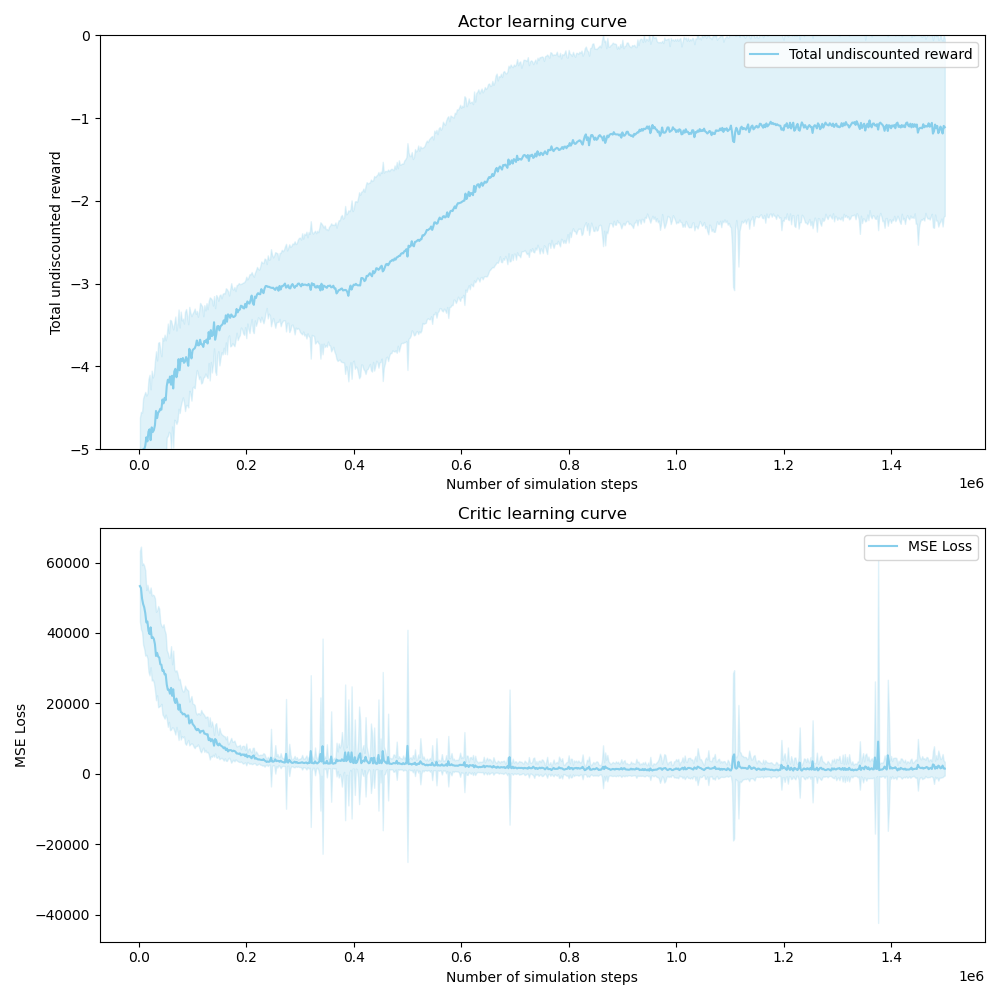 Actor learning curve
Total undiscounted reward
0
−1
−2
−3
−4
−5
Total undiscounted reward
0.0 0.2 0.4 0.6 0.8 1.0 1.2 1.4
1e6
Number of simulation steps
Critic learning curve
MSE Loss
60000
40000
20000
0
−20000
−40000
MSE Loss
0.0 0.2 0.4 0.6 0.8 1.0 1.2 1.4
1e6
Number of simulation steps